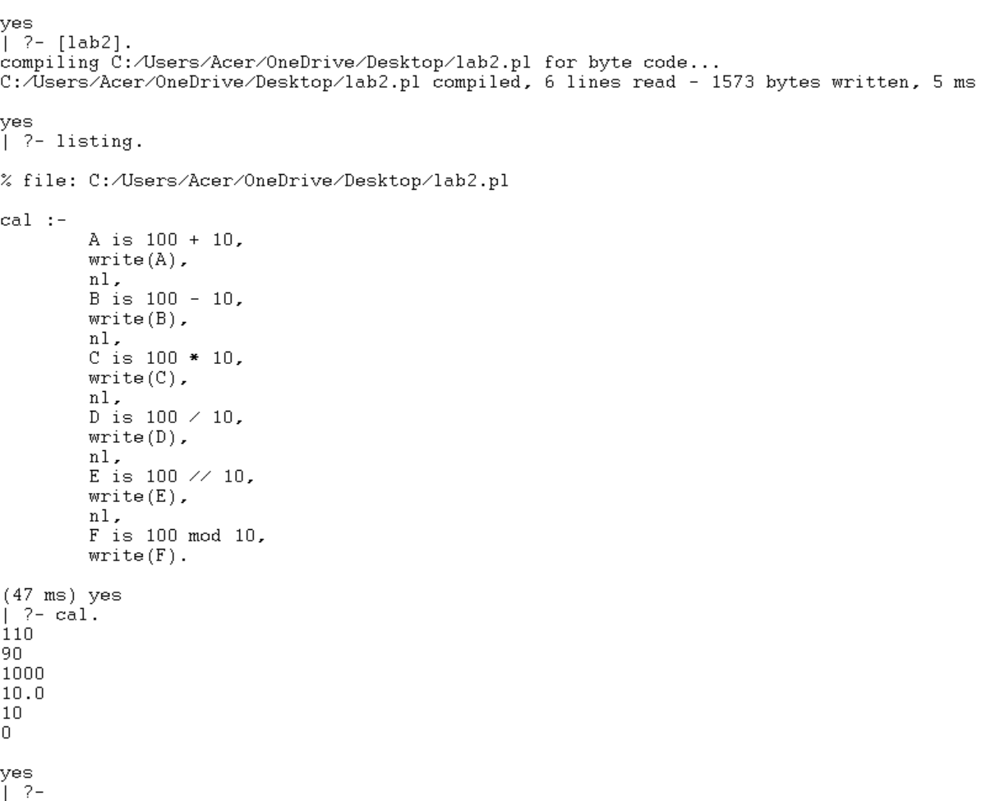 yes
| ?- [lab2].
compiling C:/Users/Acer/OneDrive/Desktop/lab2.pl for byte code...
C:/Users/Acer/OneDrive/Desktop/lab2.pl compiled, 6 lines read - 1573 bytes written, 5 ms

yes
| ?- listing.

% file: C:/Users/Acer/OneDrive/Desktop/lab2.pl

cal :-
        A is 100 + 10,
        write(A),
        nl,
        B is 100 - 10,
        write(B),
        nl,
        C is 100 * 10,
        write(C),
        nl,
        D is 100 / 10,
        write(D),
        nl,
        E is 100 // 10,
        write(E),
        nl,
        F is 100 mod 10,
        write(F).

(47 ms) yes
| ?- cal.
110
90
1000
10.0
10
0

yes
| ?-